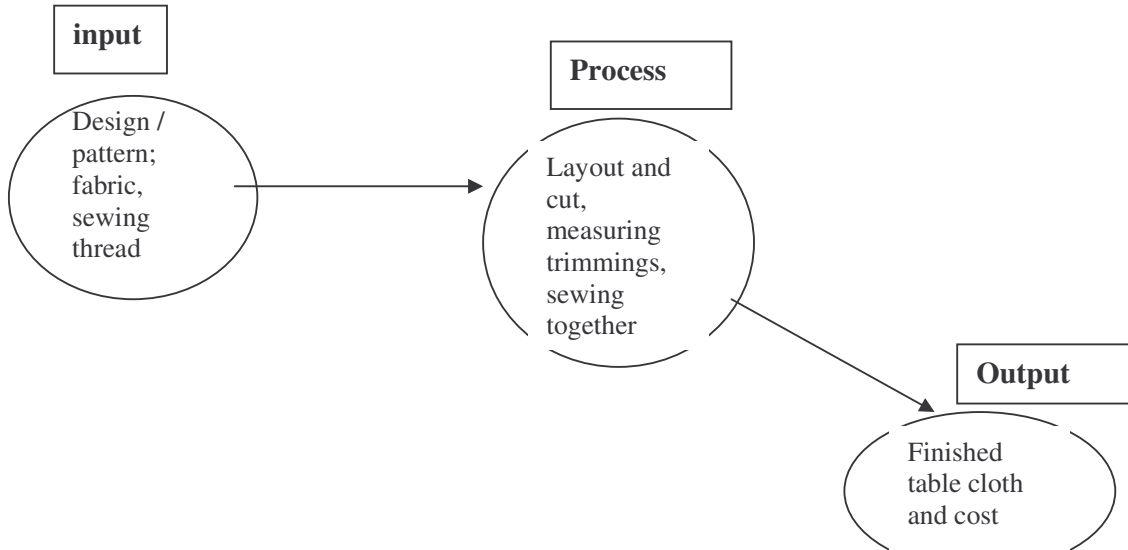 input
Design /
pattern;
fabric,
sewing
thread
Process
Layout and
cut,
measuring
trimmings,
sewing
together
Output
Finished
table cloth
and cost